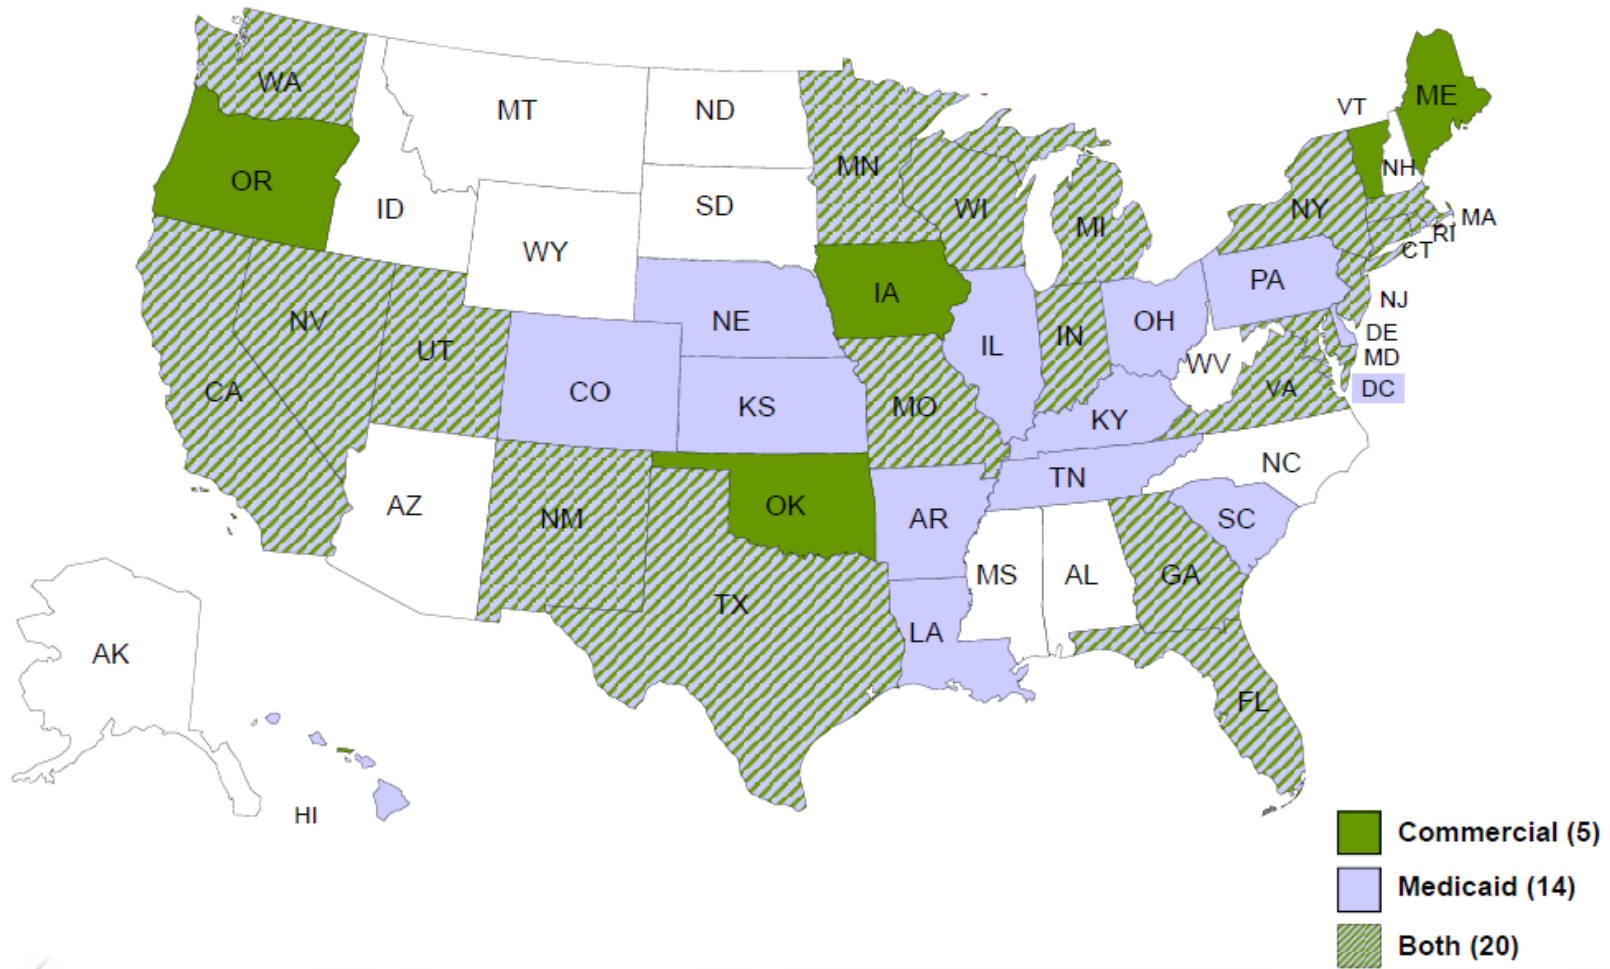 WA
MT
ND
VT
ME
OR
ID
SD
MN
WI
MI
NY
NH
MA
RI
CT
WY
IA
PA
NJ
NV
UT
NE
IL
IN
OH
DE
MD
WV
CA
CO
KS
MO
KY
VA
DC
AZ
NM
OK
AR
TN
NC
SC
MS
AL
GA
TX
LA
AK
FL
HI
Commercial (5)
Medicaid (14)
Both (20)